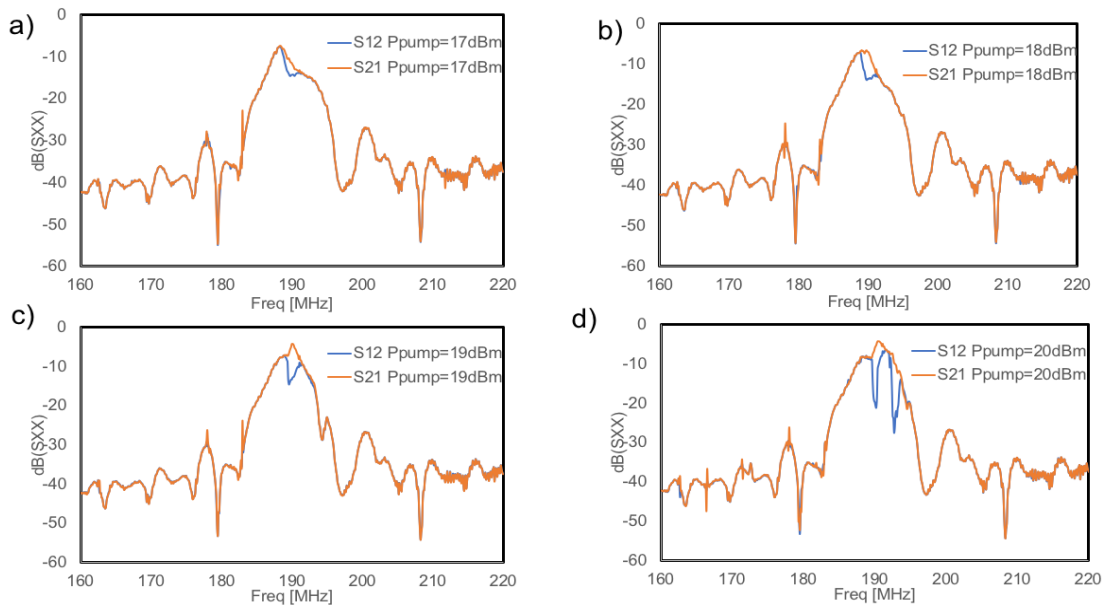 a)
0
-10
-20
-30
-40
-50
-60
dB(SXX)
S12 Ppump=17dBm
S21 Ppump=17dBm
160 170 180 190 200 210 220
Freq [MHz]
b)
0
-10
-20
-30
-40
-50
-60
dB(SXX)
S12 Ppump=18dBm
S21 Ppump=18dBm
160 170 180 190 200 210 220
Freq [MHz]
c)
0
-10
-20
-30
-40
-50
-60
dB(SXX)
S12 Ppump=19dBm
S21 Ppump=19dBm
160 170 180 190 200 210 220
Freq [MHz]
d)
0
-10
-20
-30
-40
-50
-60
dB(SXX)
S12 Ppump=20dBm
S21 Ppump=20dBm
160 170 180 190 200 210 220
Freq [MHz]